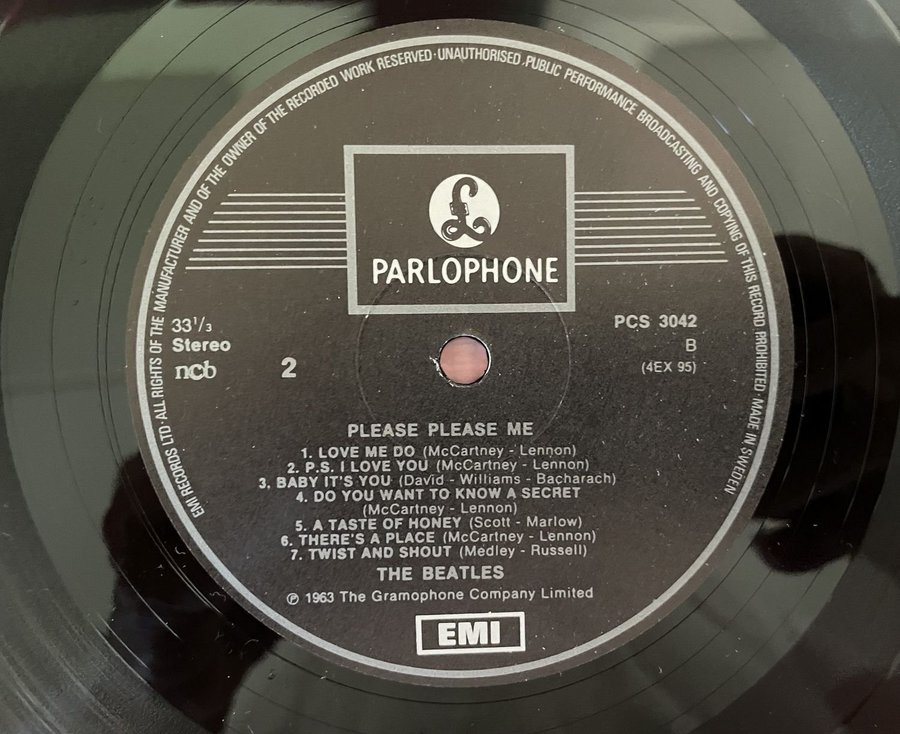 EMI RECORDS LTD · ALL RIGHTS OF THE MANUFACTURER AND OF THE OWNER OF THE RECORDED WORK RESERVED · UNAUTHORISED PUBLIC PERFORMANCE BROADCASTING AND COPYING OF THIS RECORD PROHIBITED · MADE IN SWEDEN
£
PARLOPHONE
33 1/3
Stereo
ncb
2
PCS 3042
B
(4EX 95)
PLEASE PLEASE ME
1. LOVE ME DO (McCartney - Lennon)
2. P.S. I LOVE YOU (McCartney - Lennon)
3. BABY IT'S YOU (David - Williams - Bacharach)
4. DO YOU WANT TO KNOW A SECRET
(McCartney - Lennon)
5. A TASTE OF HONEY (Scott - Marlow)
6. THERE'S A PLACE (McCartney - Lennon)
7. TWIST AND SHOUT (Medley - Russell)
THE BEATLES
℗ 1963 The Gramophone Company Limited
EMI